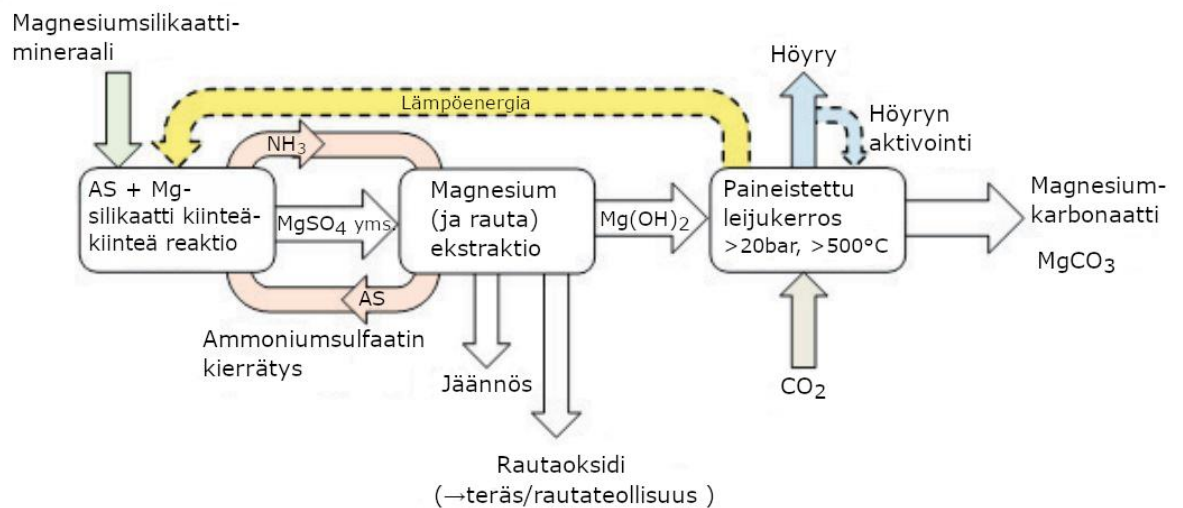 Magnesiumsilikaatti-
mineraali
Höyry
Lämpöenergia
Höyryn
aktivointi
NH3
AS + Mg-
silikaatti kiinteä-
kiinteä reaktio
MgSO4 yms.
Magnesium
(ja rauta)
ekstraktio
Mg(OH)2
Paineistettu
leijukerros
>20bar, >500°C
Magnesium-
karbonaatti
MgCO3
AS
Ammoniumsulfaatin
kierrätys
Jäännös
CO2
Rautaoksidi
(→teräs/rautateollisuus )